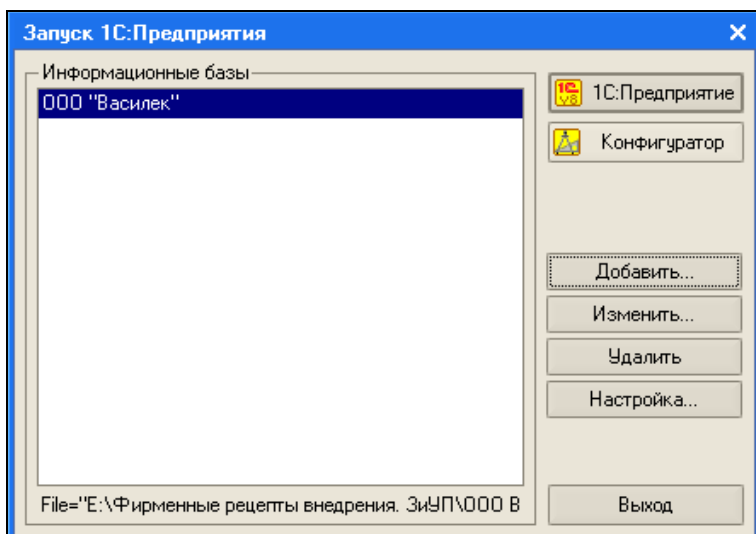 Запуск 1С:Предприятия
Информационные базы
ООО "Василек"
1С:Предприятие
Конфигуратор
Добавить...
Изменить...
Удалить
Настройка...
File="E:\Фирменные рецепты внедрения. ЗиУП\ООО В
Выход